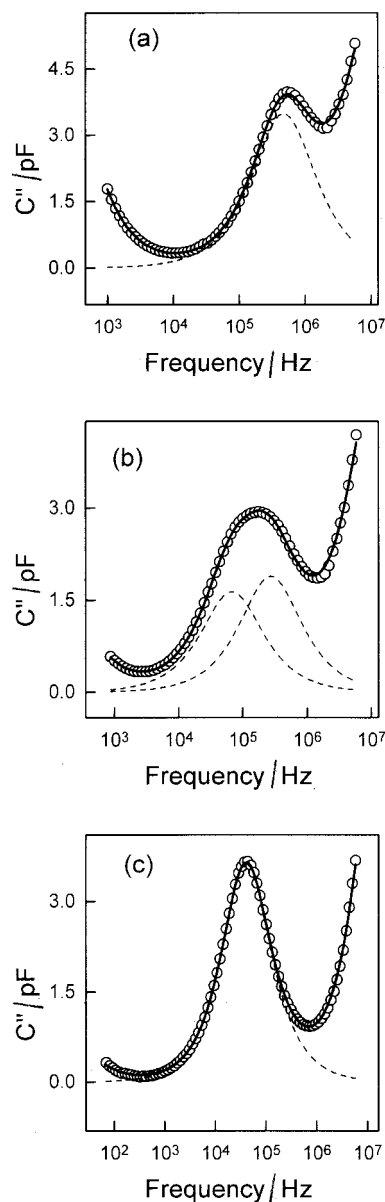 (a)
4.5
3.0
1.5
0.0
C" / pF
10³ 10⁴ 10⁵ 10⁶ 10⁷
Frequency / Hz
(b)
3.0
1.5
0.0
C" / pF
10³ 10⁴ 10⁵ 10⁶ 10⁷
Frequency / Hz
(c)
3.0
1.5
0.0
C" / pF
10² 10³ 10⁴ 10⁵ 10⁶ 10⁷
Frequency / Hz